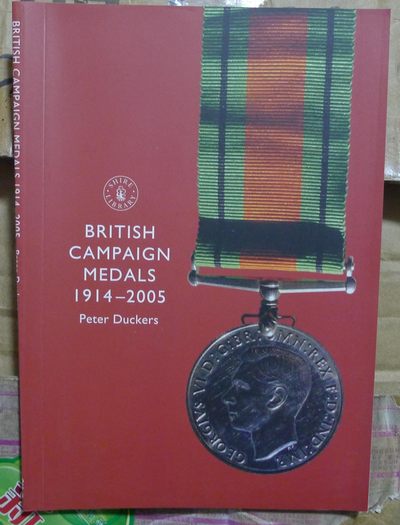 BRITISH CAMPAIGN MEDALS 1914-2005
SHIRE LIBRARY
BRITISH
CAMPAIGN
MEDALS
1914–2005
Peter Duckers
GEORGIVS VI D:G:BR: OMN:REX F:D:IND:IMP